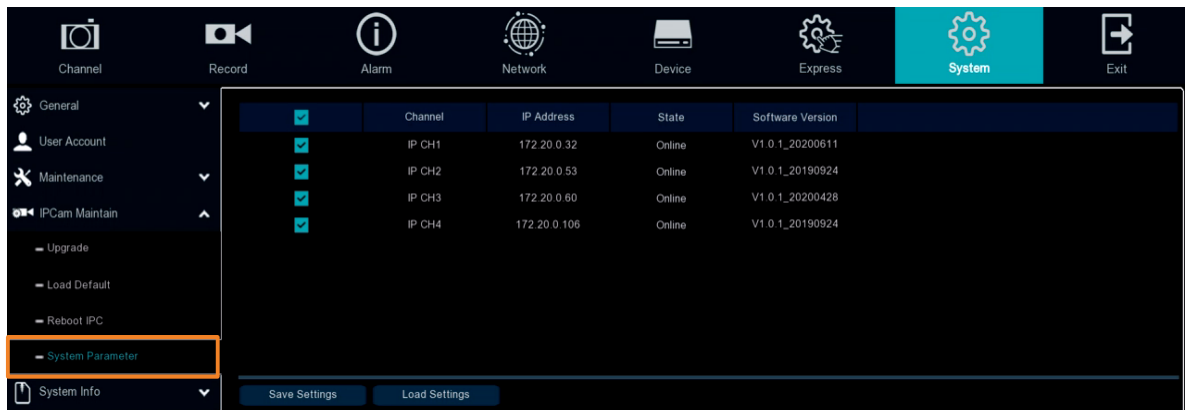 Channel Record Alarm Network Device Express System Exit
General
User Account
Maintenance
IPCam Maintain
Upgrade
Load Default
Reboot IPC
System Parameter
System Info
Channel IP Address State Software Version
IP CH1 172.20.0.32 Online V1.0.1_20200611
IP CH2 172.20.0.53 Online V1.0.1_20190924
IP CH3 172.20.0.60 Online V1.0.1_20200428
IP CH4 172.20.0.106 Online V1.0.1_20190924
Save Settings Load Settings